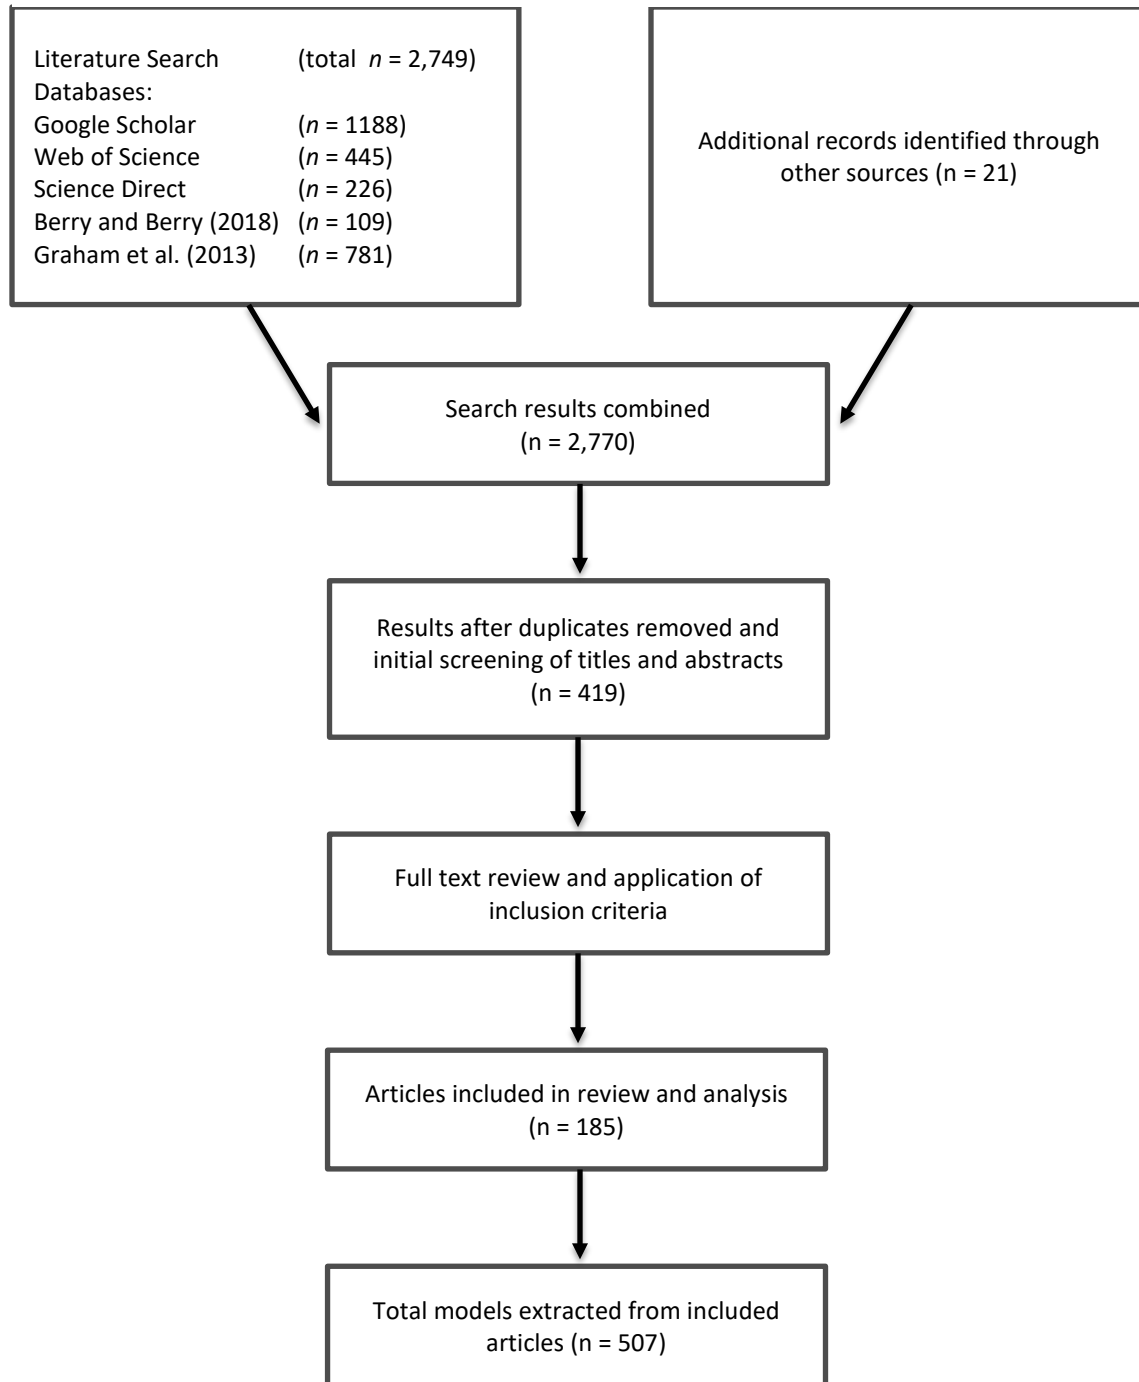 Literature Search (total n = 2,749)
Databases:
Google Scholar (n = 1188)
Web of Science (n = 445)
Science Direct (n = 226)
Berry and Berry (2018) (n = 109)
Graham et al. (2013) (n = 781)
Additional records identified through
other sources (n = 21)
Search results combined
(n = 2,770)
Results after duplicates removed and
initial screening of titles and abstracts
(n = 419)
Full text review and application of
inclusion criteria
Articles included in review and analysis
(n = 185)
Total models extracted from included
articles (n = 507)